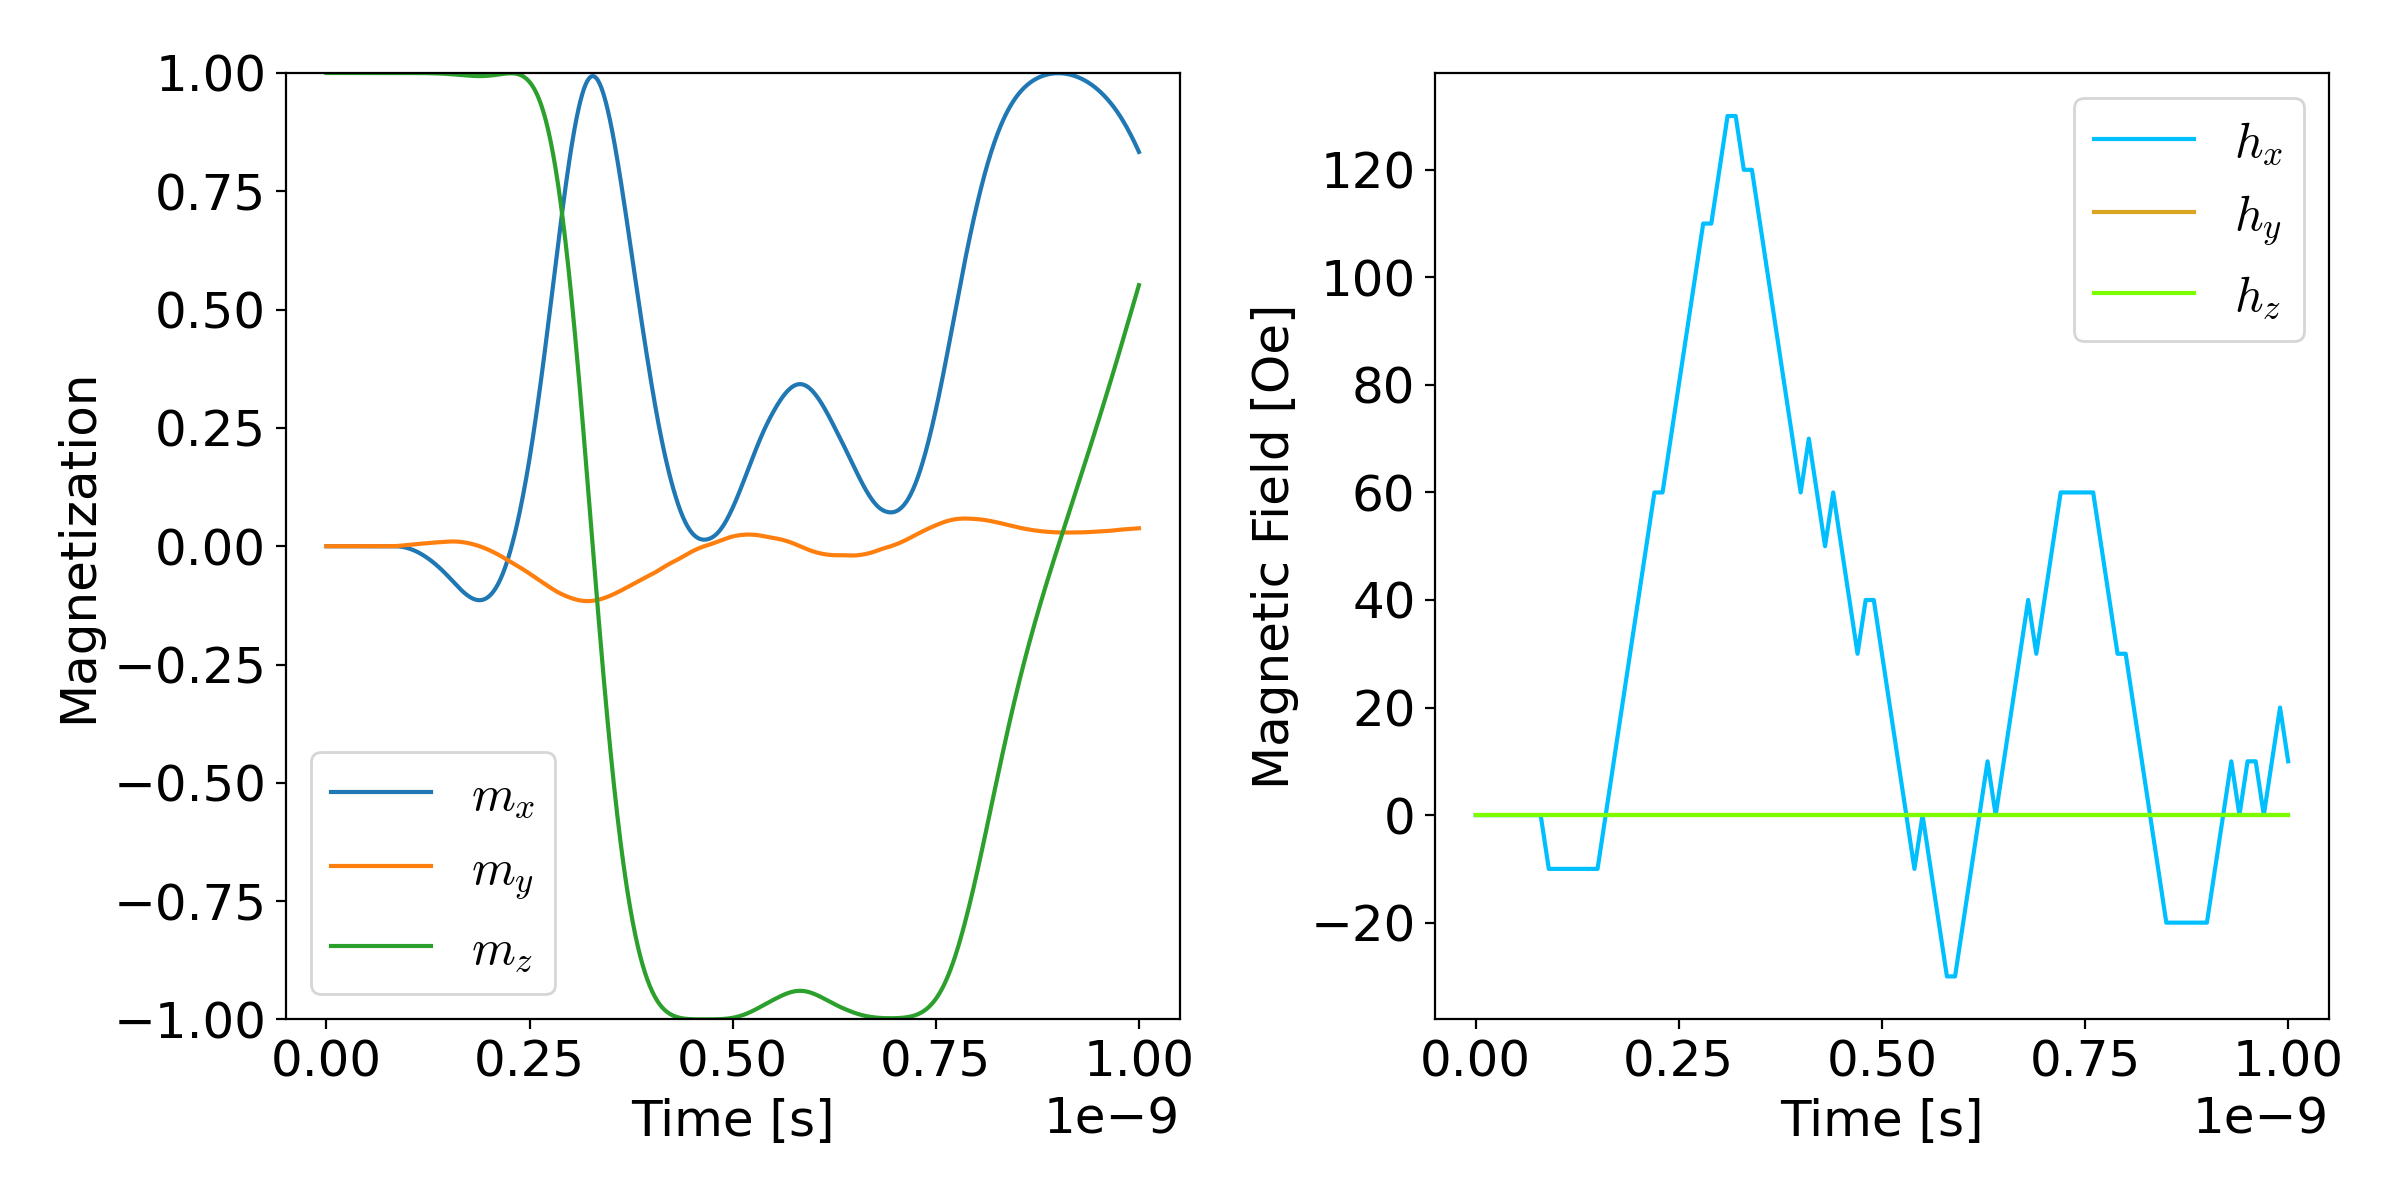 Magnetization
1.00
0.75
0.50
0.25
0.00
−0.25
−0.50
−0.75
−1.00
m_x
m_y
m_z
0.00 0.25 0.50 0.75 1.00
Time [s] 1e−9
Magnetic Field [Oe]
120
100
80
60
40
20
0
−20
h_x
h_y
h_z
0.00 0.25 0.50 0.75 1.00
Time [s] 1e−9